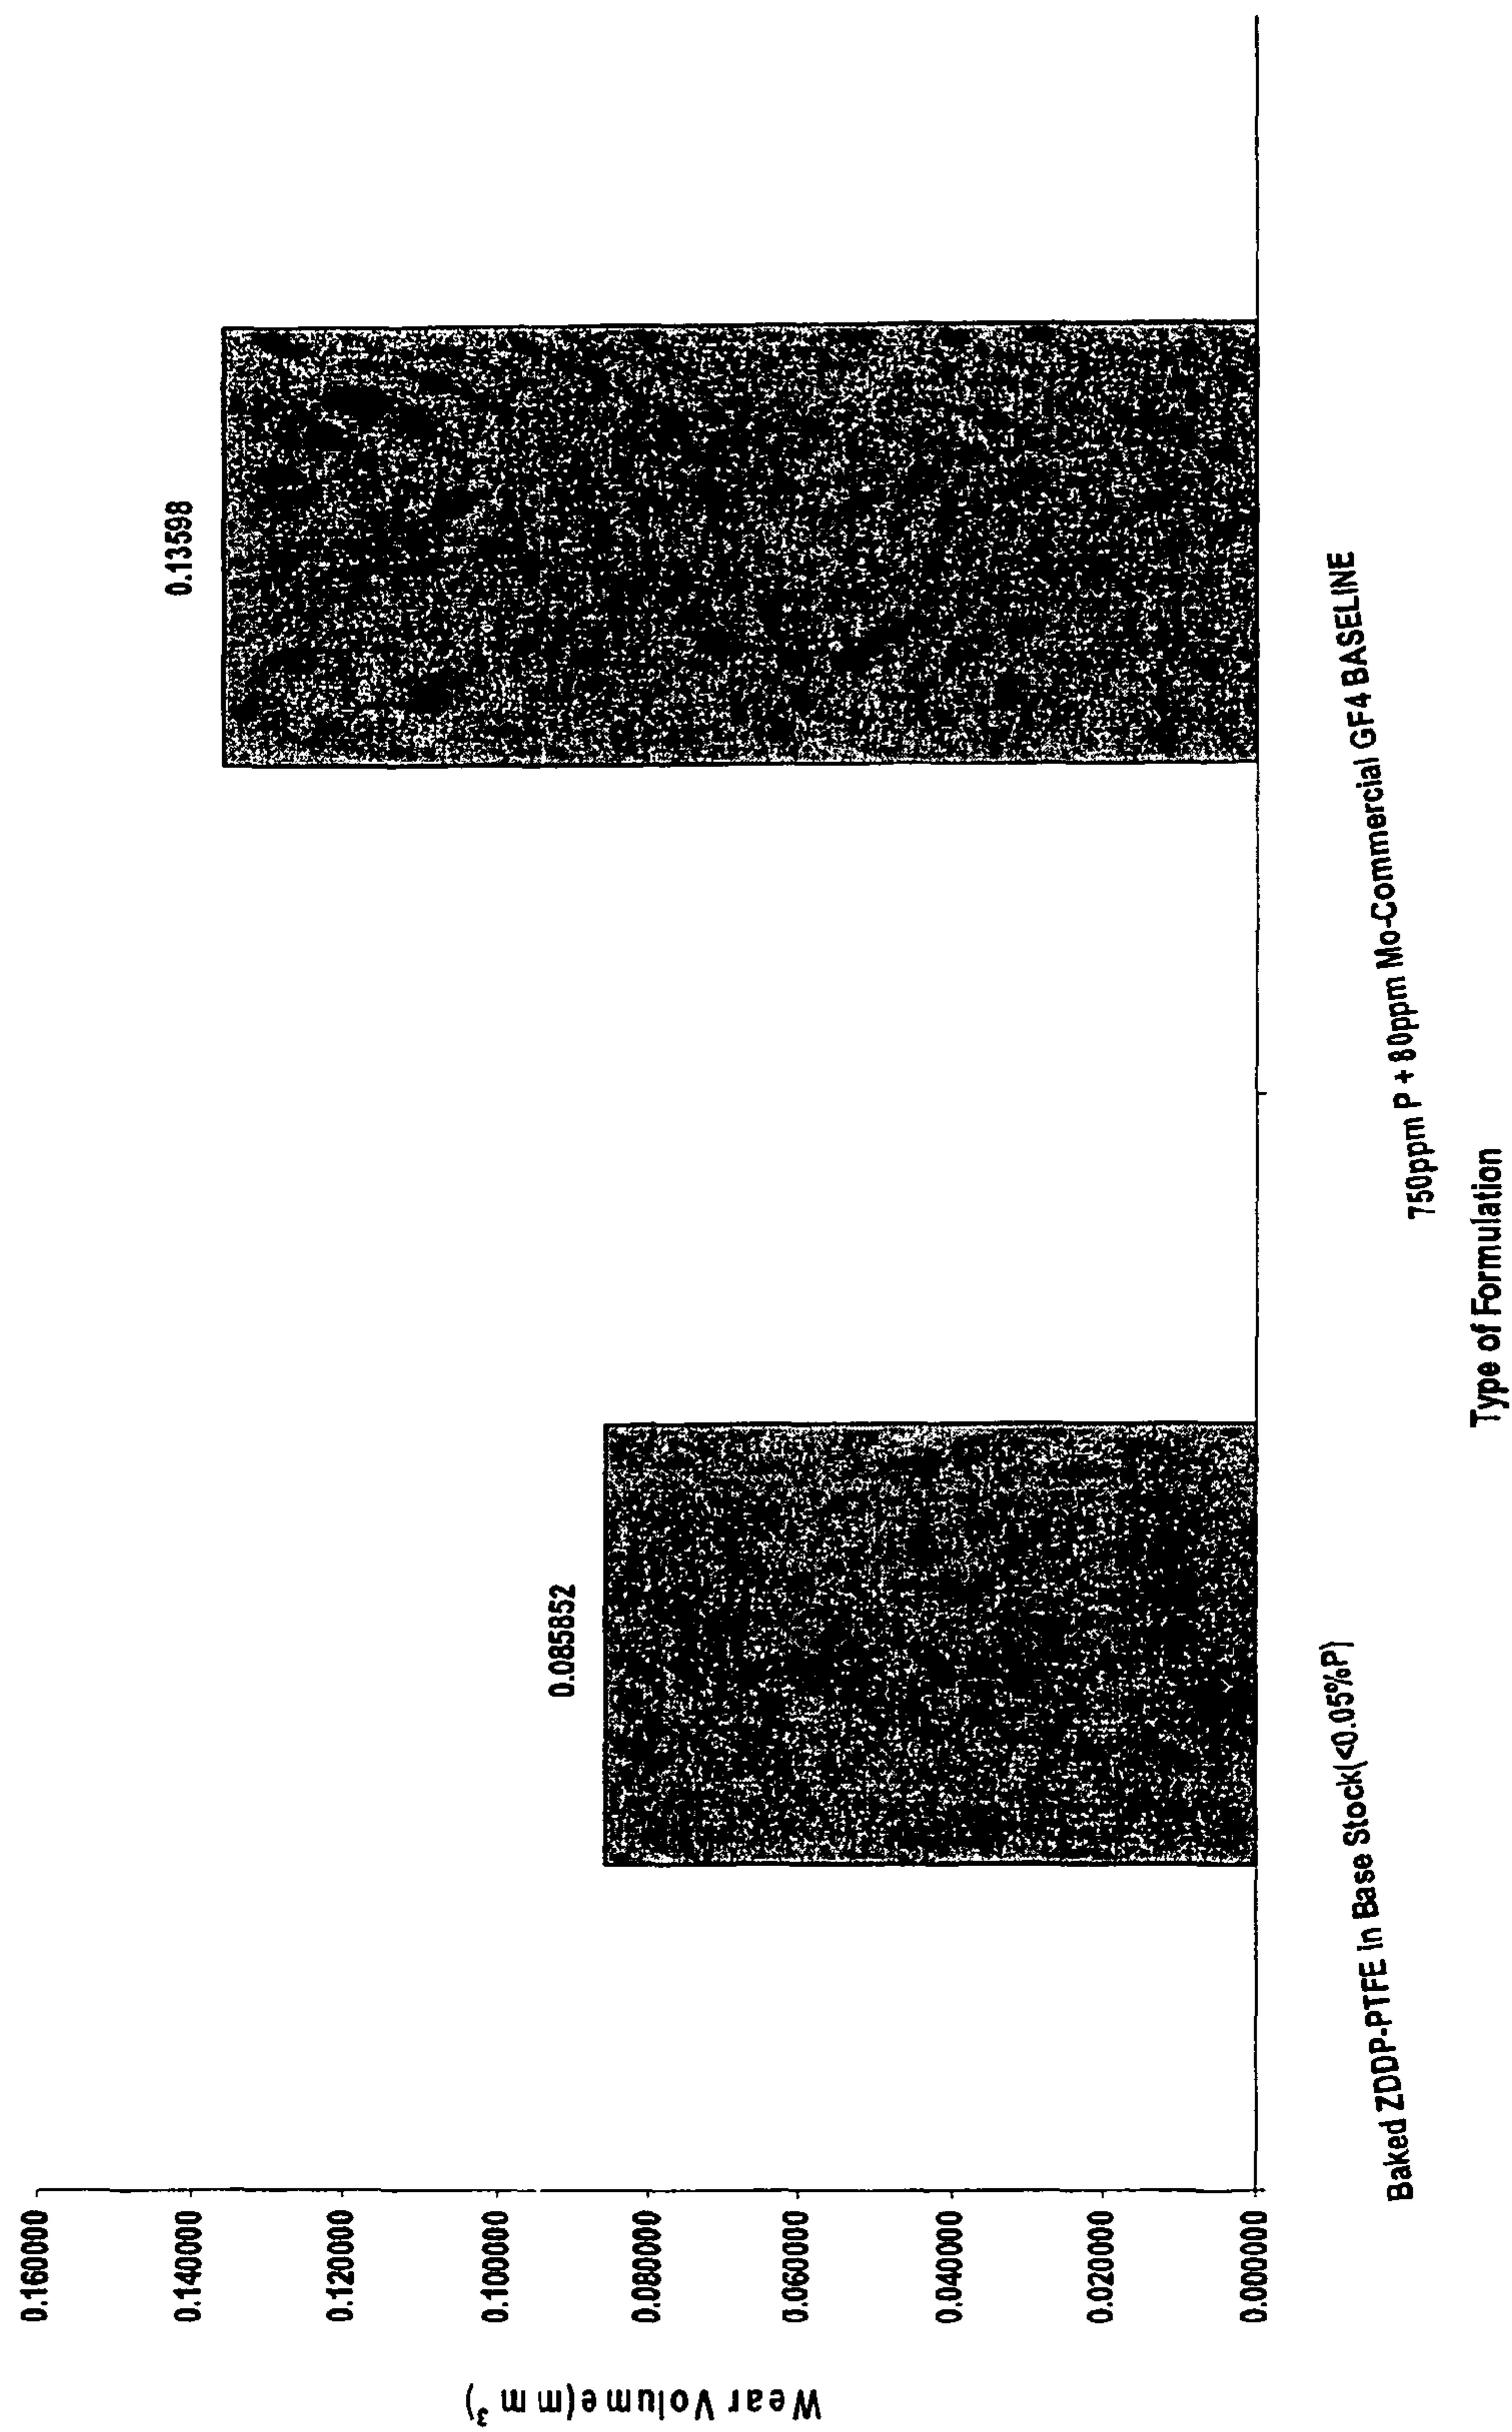 0.160000
0.140000
0.120000
0.100000
0.080000
0.060000
0.040000
0.020000
0.00000
Wear Volume(mm³)
0.085852
0.13598
Baked ZDDP-PTFE in Base Stock(<0.05%P)
750ppm P + 80ppm Mo-Commercial GF4 BASELINE
Type of Formulation